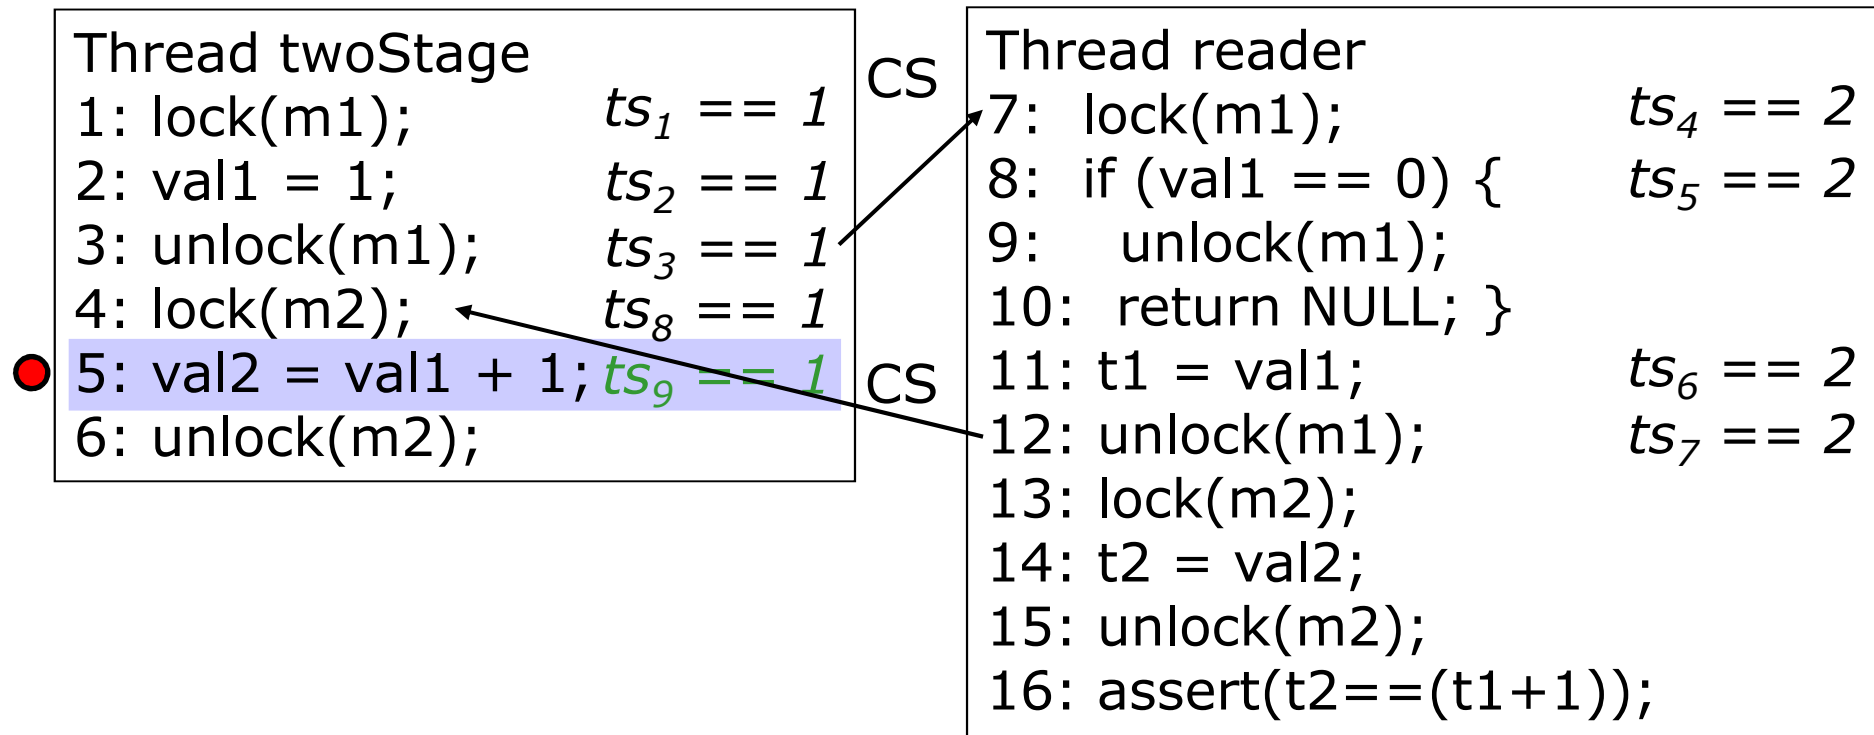 Thread twoStage
1: lock(m1); ts1 == 1
2: val1 = 1; ts2 == 1
3: unlock(m1); ts3 == 1
4: lock(m2); ts8 == 1
5: val2 = val1 + 1; ts9 == 1
6: unlock(m2);
CS
CS
Thread reader
7: lock(m1); ts4 == 2
8: if (val1 == 0) { ts5 == 2
9: unlock(m1);
10: return NULL; }
11: t1 = val1; ts6 == 2
12: unlock(m1); ts7 == 2
13: lock(m2);
14: t2 = val2;
15: unlock(m2);
16: assert(t2==(t1+1));